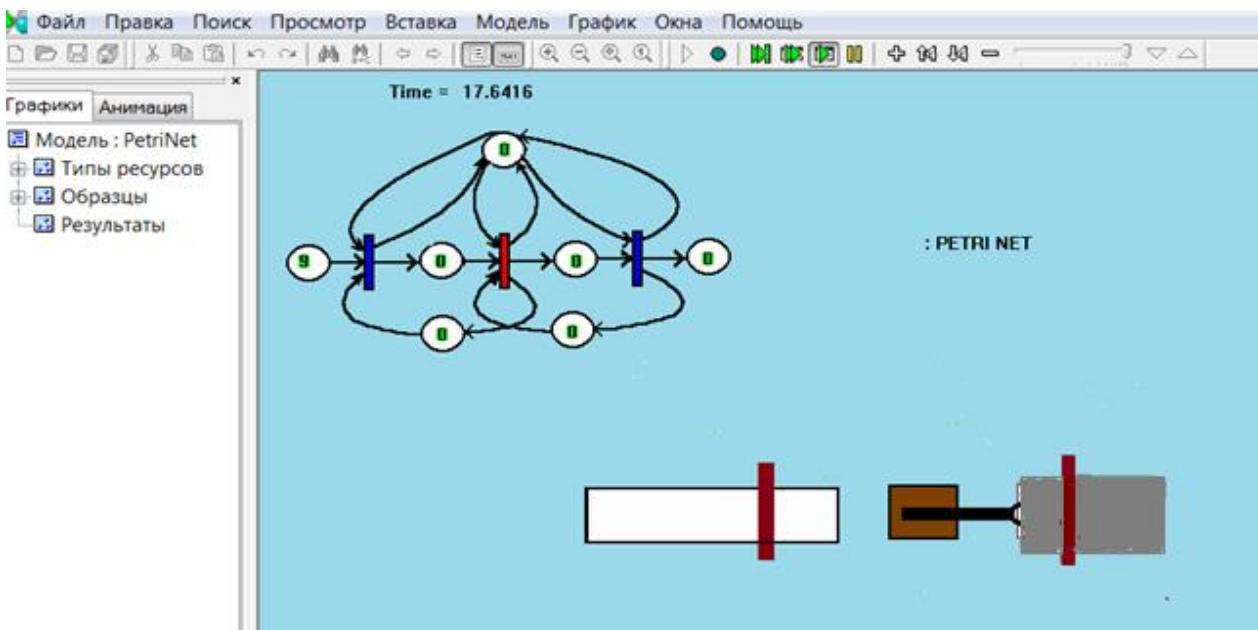 Файл Правка Поиск Просмотр Вставка Модель График Окна Помощь
Графики Анимация
Модель : PetriNet
Типы ресурсов
Образцы
Результаты
Time = 17.6416
0
9 0 0 0
0 0
: PETRI NET